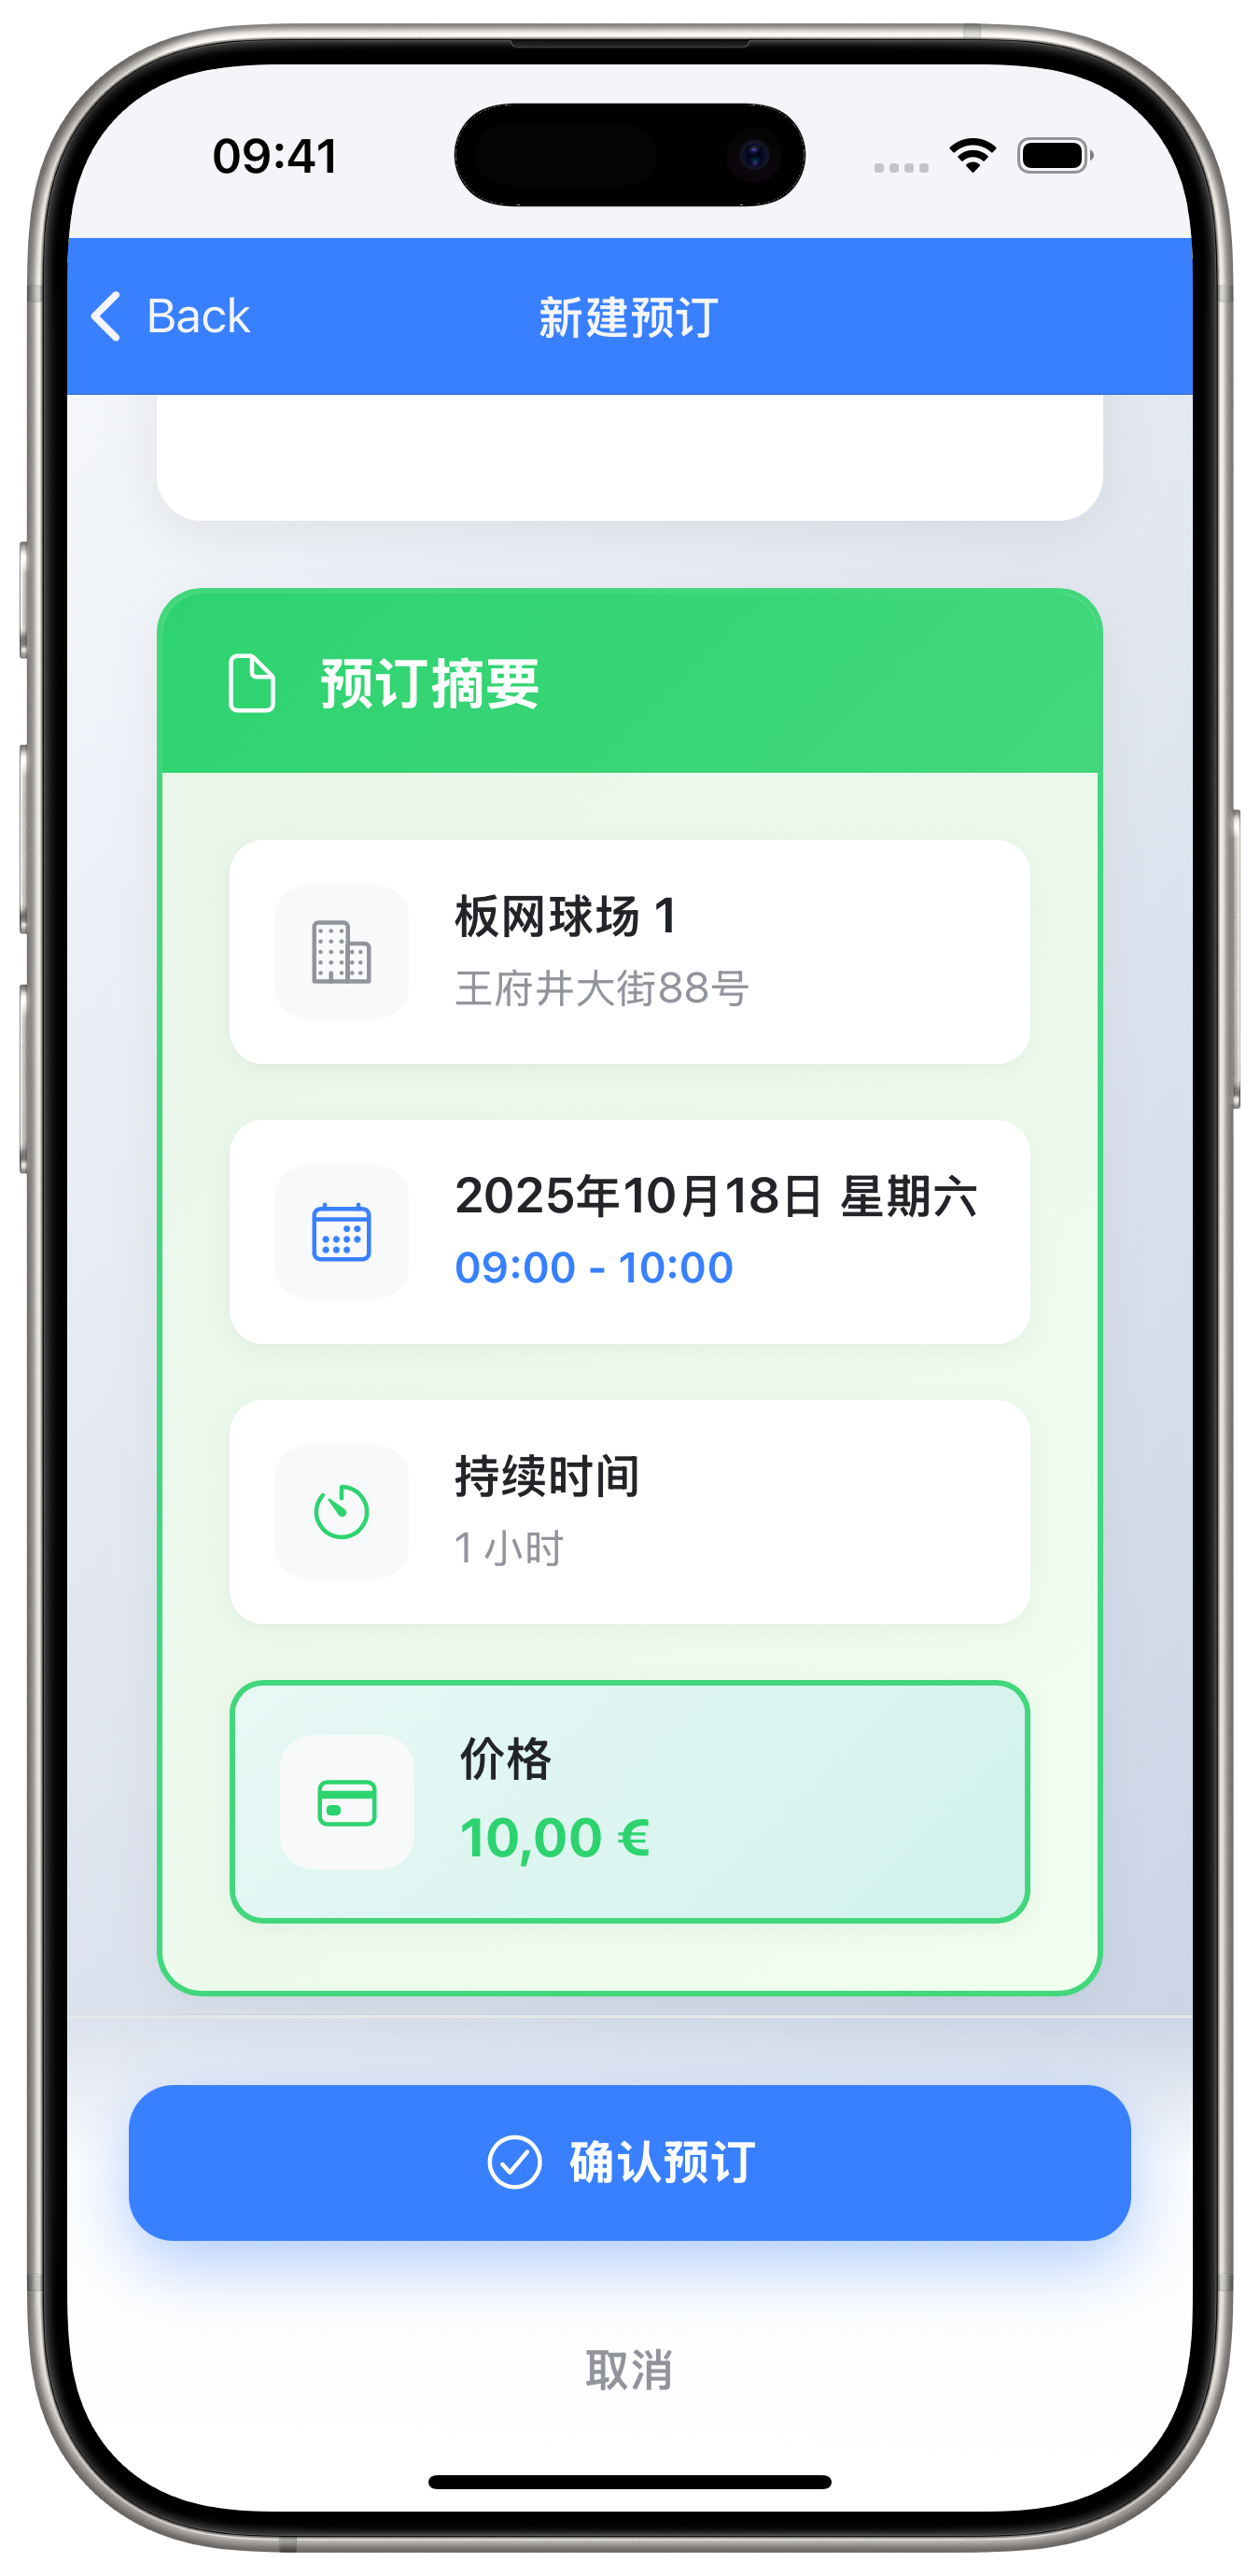 09:41
Back
新建预订
预订摘要
板网球场 1
王府井大街88号
2025年10月18日 星期六
09:00 - 10:00
持续时间
1 小时
价格
10,00 €
确认预订
取消